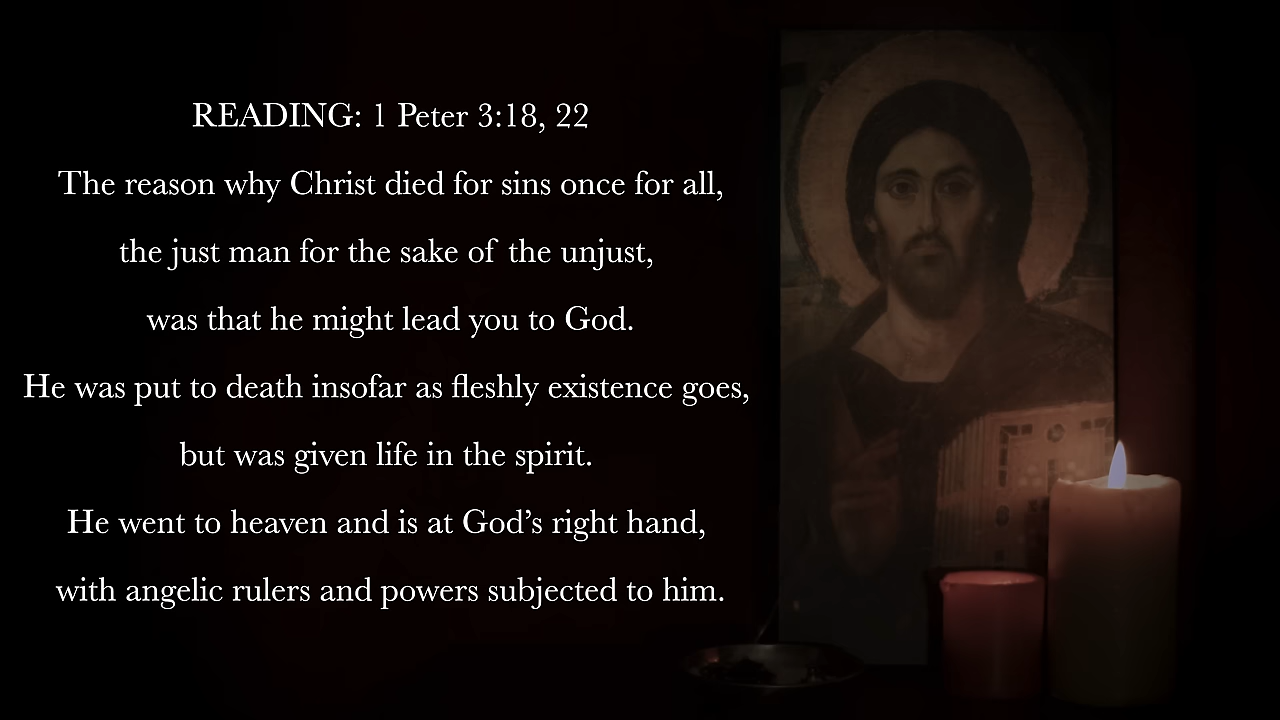 READING: 1 Peter 3:18, 22
The reason why Christ died for sins once for all,
the just man for the sake of the unjust,
was that he might lead you to God.
He was put to death insofar as fleshly existence goes,
but was given life in the spirit.
He went to heaven and is at God’s right hand,
with angelic rulers and powers subjected to him.